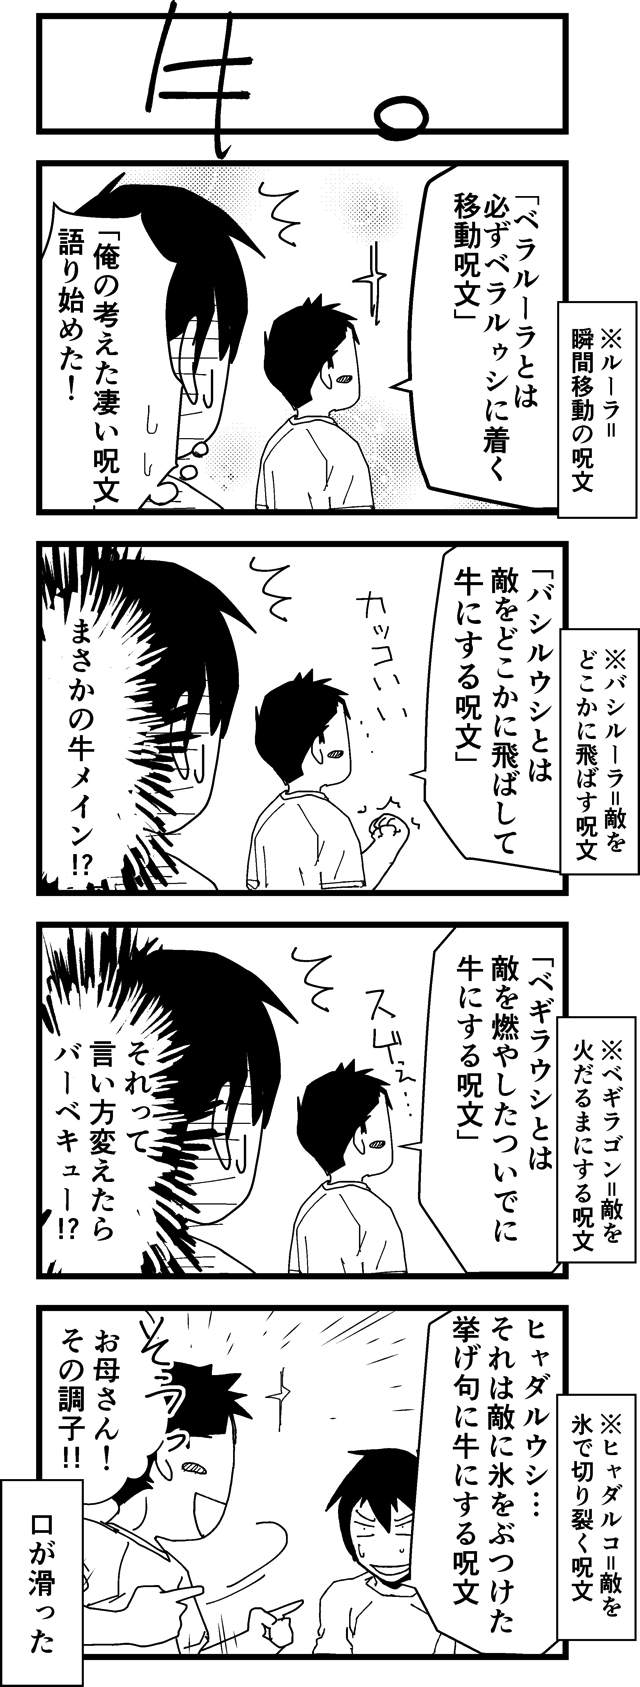 牛。
「ベラルーラとは
必ずベラルゥシに着く
移動呪文」
※ルーラ=
瞬間移動の呪文
「俺の考えた凄い呪文」
語り始めた!
「バシルウシとは
敵をどこかに飛ばして
牛にする呪文」
※バシルーラ=敵を
どこかに飛ばす呪文
カッコいい…
まさかの牛メイン!?
「ベギラウシとは
敵を燃やしたついでに
牛にする呪文」
※ベギラゴン=敵を
火だるまにする呪文
スゲぇ…
それって
言い方変えたら
バーベキュー!?
ヒャダルウシ…
それは敵に氷をぶつけた
挙げ句に牛にする呪文
※ヒャダルコ=敵を
氷で切り裂く呪文
そうっっ
お母さん!
その調子!!
口が滑った